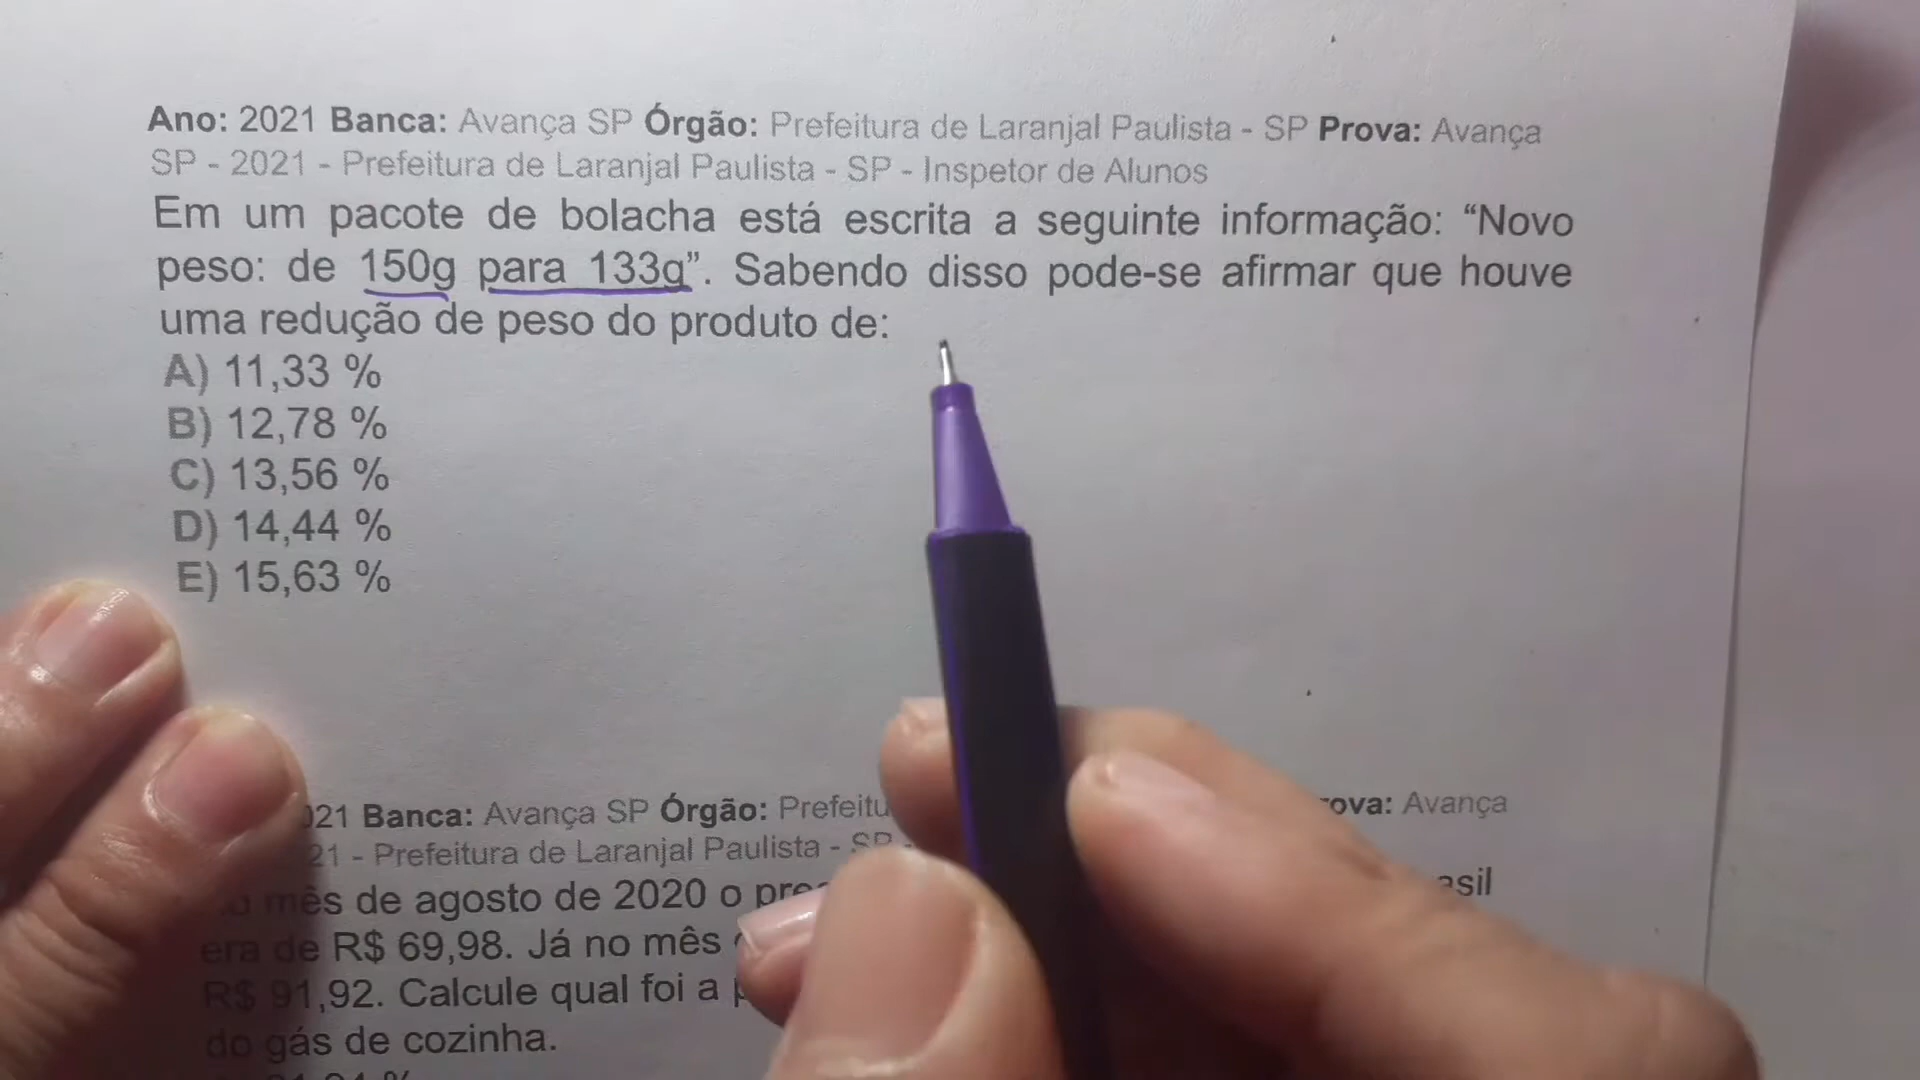 Ano: 2021 Banca: Avança SP Órgão: Prefeitura de Laranjal Paulista - SP Prova: Avança
SP - 2021 - Prefeitura de Laranjal Paulista - SP - Inspetor de Alunos
Em um pacote de bolacha está escrita a seguinte informação: “Novo
peso: de 150g para 133g”. Sabendo disso pode-se afirmar que houve
uma redução de peso do produto de:
A) 11,33 %
B) 12,78 %
C) 13,56 %
D) 14,44 %
E) 15,63 %
021 Banca: Avança SP Órgão: Prefeitu ova: Avança
21 - Prefeitura de Laranjal Paulista - SP -
mês de agosto de 2020 o asil
era de R$ 69,98. Já no mês
R$ 91,92. Calcule qual foi a
do gás de cozinha.